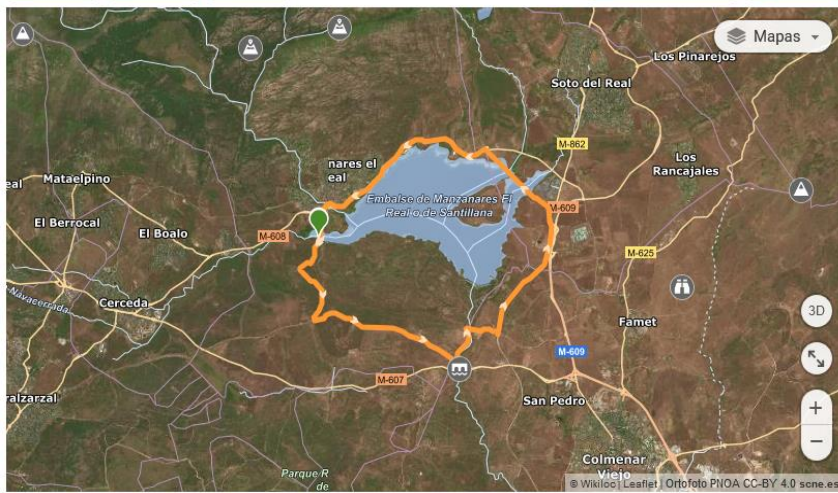 Mapas
Los Pinarejos
Soto del Real
M-862
nares el
eal
Los
Rancajales
Mataelpino
eal
Embalse de Manzanares El
Real o de Santillana
M-609
El Berrocal
El Boalo
M-608
M-625
Navacerrada
Cerceda
3D
Famet
M-609
M-607
ralzarzal
San Pedro
+
−
Colmenar
Viejo
Parque R
de
© Wikiloc | Leaflet | Ortofoto PNOA CC-BY 4.0 scne.es